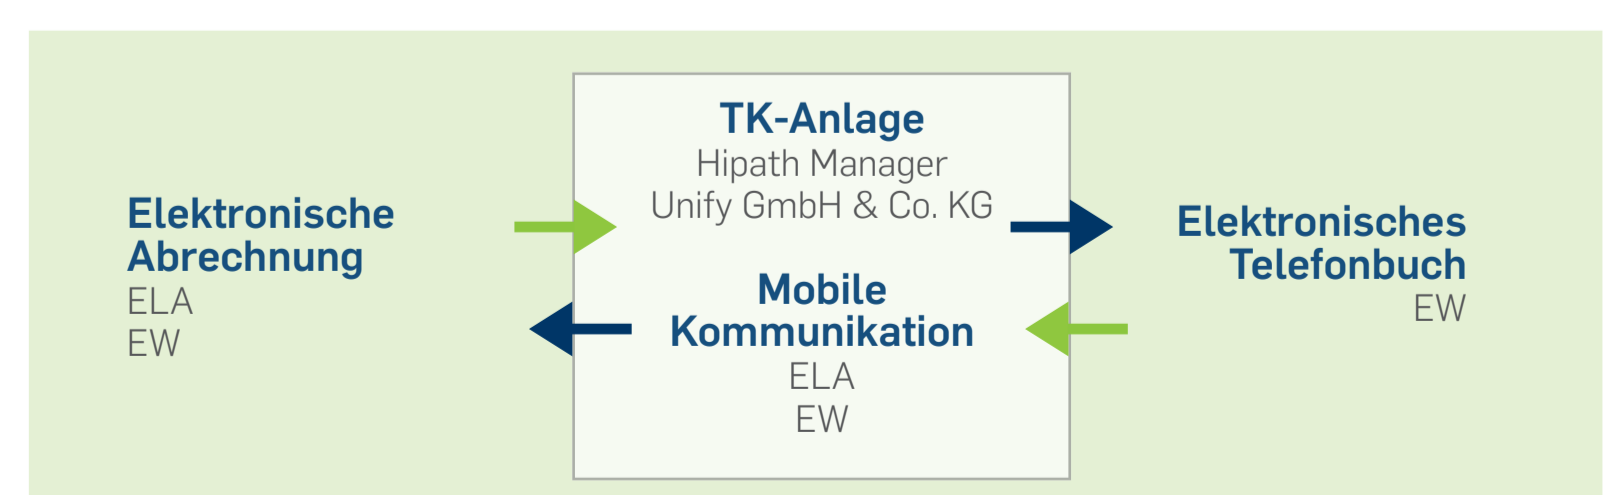 Elektronische
Abrechnung
ELA
EW
TK-Anlage
Hipath Manager
Unify GmbH & Co. KG
Mobile
Kommunikation
ELA
EW
Elektronisches
Telefonbuch
EW